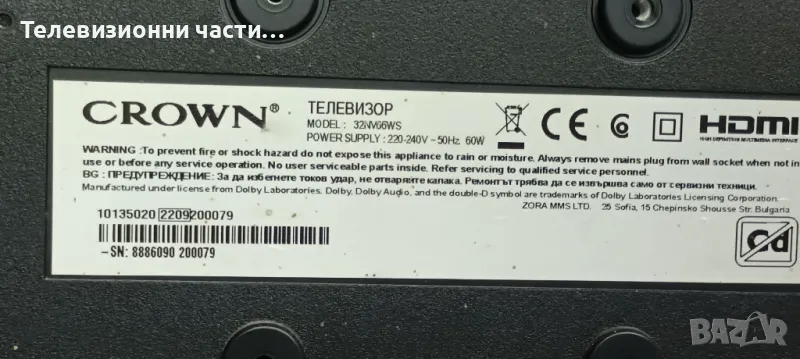 Телевизионни части...
CROWN®
ТЕЛЕВИЗОР
MODEL : 32NV66WS
POWER SUPPLY : 220-240V ~ 50Hz 60W
HDMI
HIGH-DEFINITION MULTIMEDIA INTERFACE
WARNING :To prevent fire or shock hazard do not expose this appliance to rain or moisture. Always remove mains plug from wall socket when not in
use or before any service operation. No user serviceable parts inside. Refer servicing to qualified service personnel.
BG : ПРЕДУПРЕЖДЕНИЕ: За да избегнете токов удар, не отваряйте капака. Ремонтът трябва да се извършва само от сервизни техници.
Manufactured under license from Dolby Laboratories. Dolby, Dolby Audio, and the double-D symbol are trademarks of Dolby Laboratories Licensing Corporation.
ZORA MMS LTD. 25 Sofia, 15 Chepinsko Shousse Str. Bulgaria
10135020 2209200079
–SN: 8886090 200079
BAZAR